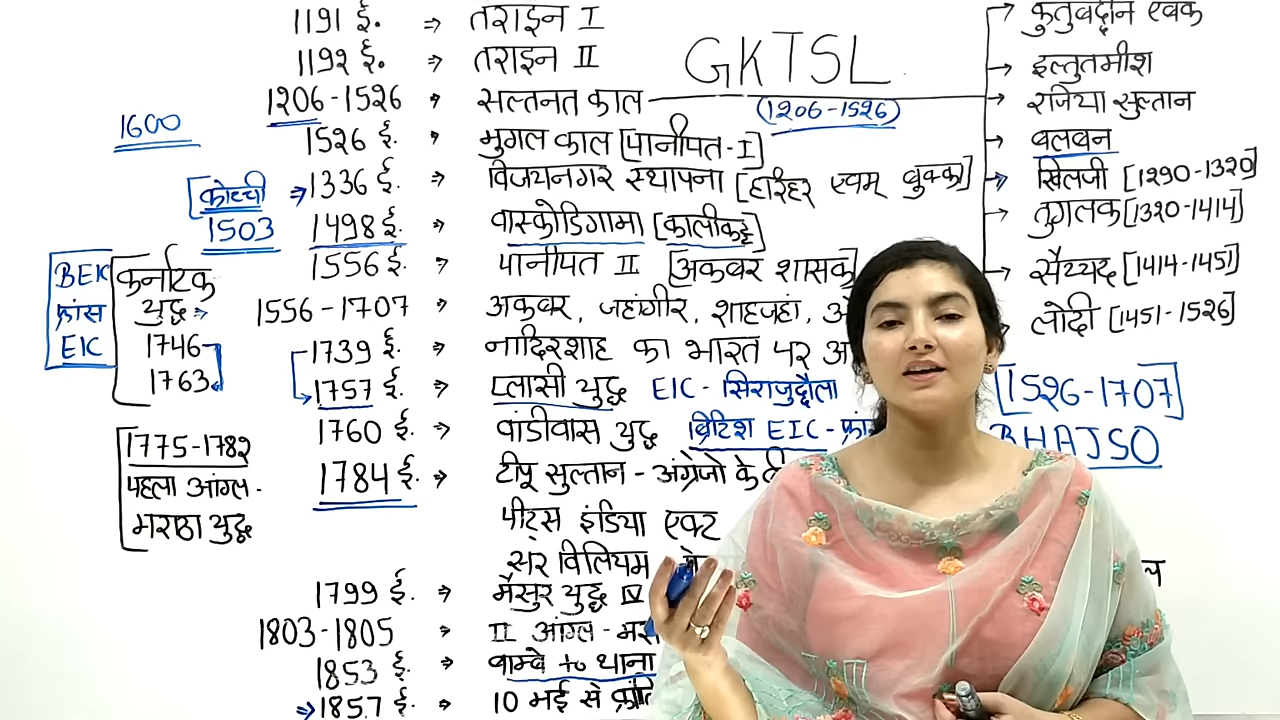 1191 ई. ⇒ तराइन I
1192 ई. ⇒ तराइन II
1206-1526 ⇒ सल्तनत काल
1526 ई. ⇒ मुगल काल [पानीपत-I]
1336 ई. ⇒ विजयनगर स्थापना [हरिहर एवम् बुक्का]
1498 ई. ⇒ वास्कोडिगामा [कालीकट]
1556 ई. ⇒ पानीपत II [अकबर शासक]
1556-1707 ⇒ अकबर, जहांगीर, शाहजहां,
1739 ई. ⇒ नादिरशाह का भारत पर
1757 ई. ⇒ प्लासी युद्ध EIC - सिराजुद्दौला
1760 ई. ⇒ वांडीवास युद्ध ब्रिटिश EIC -
1784 ई. ⇒ टीपू सुल्तान - अंग्रेजो के
पीट्स इंडिया एक्ट
सर विलियम
1799 ई. ⇒ मैसुर युद्ध IV
1803-1805 ⇒ II आंग्ल-
1853 ई. ⇒ बाम्बे to थाना
⇒ 1857 ई. ⇒ 10 मई से
1600
[कोच्ची ⇒
1503
BEIC
फ्रांस
EIC
कर्नाटक
युद्ध ⇒
1746
1763
1775-1782
पहला आंग्ल-
मराठा युद्ध
GKTSL
(1206-1526)
कुतुबद्दीन एबक
इल्तुतमीश
रजिया सुल्तान
बलबन
खिलजी [1290-1320]
तुगलक [1320-1414]
सैय्यद [1414-1451]
लोदी [1451-1526]
[1526-1707]
BHAJSO